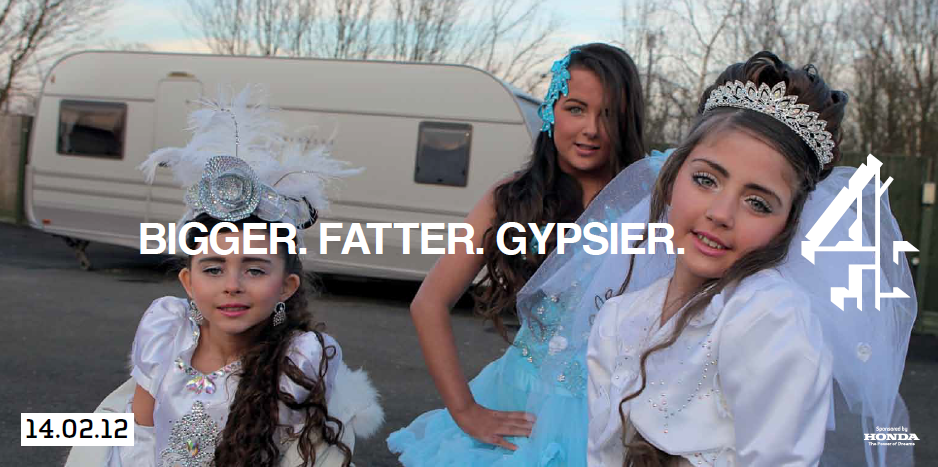 BIGGER. FATTER. GYPSIER.
14.02.12
Sponsored by
HONDA
The Power of Dreams